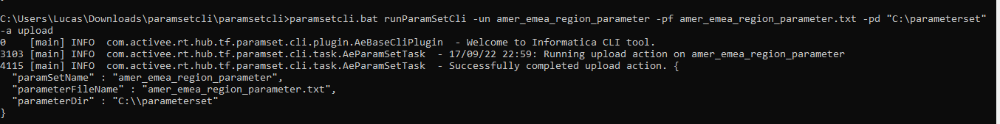 C:\Users\Lucas\Downloads\paramsetcli\paramsetcli>paramsetcli.bat runParamSetCli -un amer_emea_region_parameter -pf amer_emea_region_parameter.txt -pd "C:\parameterset"
-a upload
0    [main] INFO  com.activee.rt.hub.tf.paramset.cli.plugin.AeBaseCliPlugin  - Welcome to Informatica CLI tool.
3103 [main] INFO  com.activee.rt.hub.tf.paramset.cli.task.AeParamSetTask  - 17/09/22 22:59: Running upload action on amer_emea_region_parameter
4115 [main] INFO  com.activee.rt.hub.tf.paramset.cli.task.AeParamSetTask  - Successfully completed upload action. {
  "paramSetName" : "amer_emea_region_parameter",
  "parameterFileName" : "amer_emea_region_parameter.txt",
  "parameterDir" : "C:\\parameterset"
}